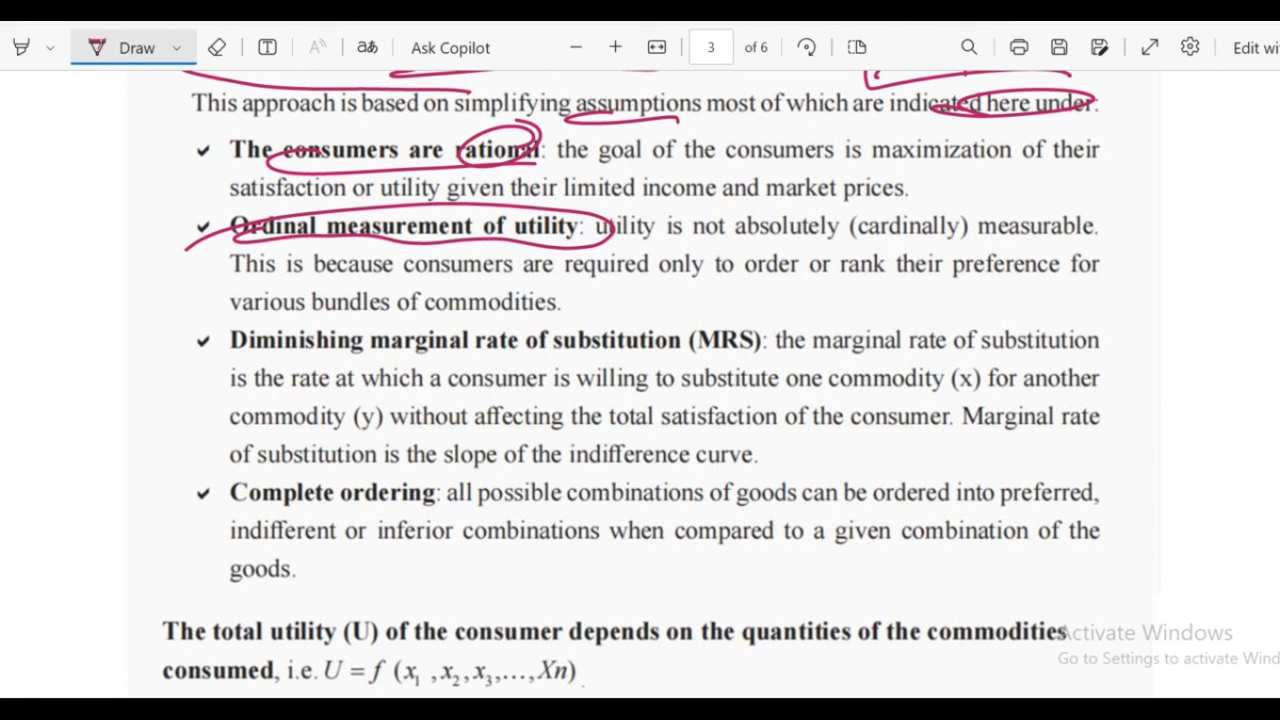 Draw
Ask Copilot
3 of 6
Edit wi
This approach is based on simplifying assumptions most of which are indicated here under:
The consumers are rational: the goal of the consumers is maximization of their
satisfaction or utility given their limited income and market prices.
Ordinal measurement of utility: utility is not absolutely (cardinally) measurable.
This is because consumers are required only to order or rank their preference for
various bundles of commodities.
Diminishing marginal rate of substitution (MRS): the marginal rate of substitution
is the rate at which a consumer is willing to substitute one commodity (x) for another
commodity (y) without affecting the total satisfaction of the consumer. Marginal rate
of substitution is the slope of the indifference curve.
Complete ordering: all possible combinations of goods can be ordered into preferred,
indifferent or inferior combinations when compared to a given combination of the
goods.
The total utility (U) of the consumer depends on the quantities of the commodities
consumed, i.e. U = f (x₁ ,x₂,x₃,…,Xn)
Activate Windows
Go to Settings to activate Wind